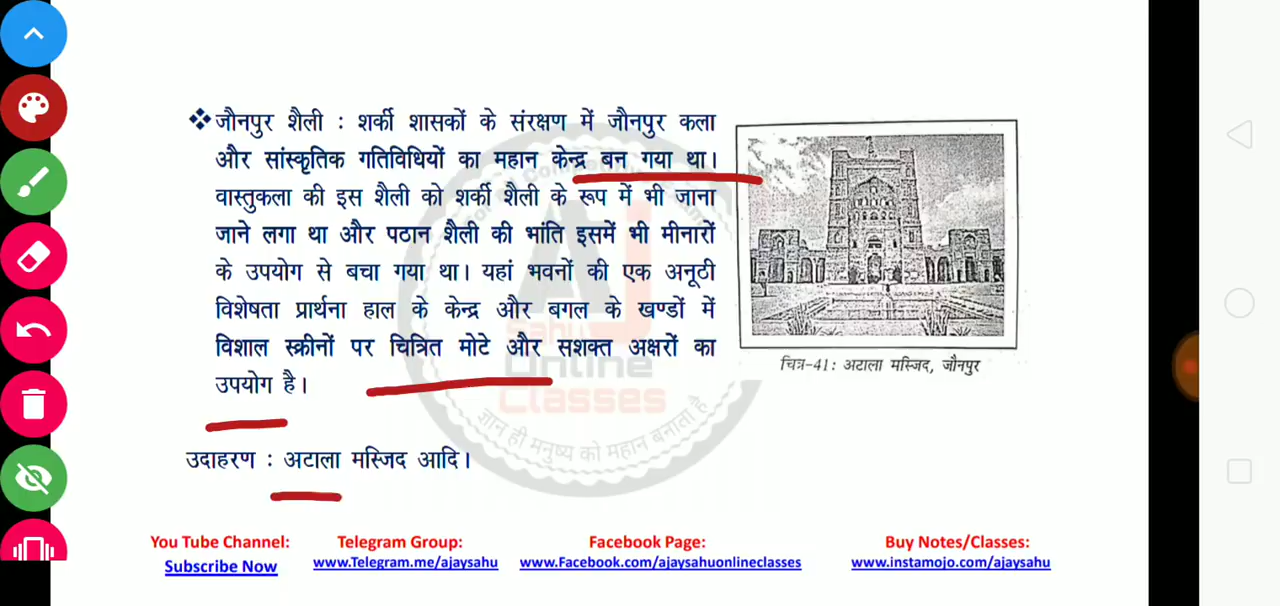 ❖ जौनपुर शैली : शर्की शासकों के संरक्षण में जौनपुर कला
और सांस्कृतिक गतिविधियों का महान केन्द्र बन गया था।
वास्तुकला की इस शैली को शर्की शैली के रूप में भी जाना
जाने लगा था और पठान शैली की भांति इसमें भी मीनारों
के उपयोग से बचा गया था। यहां भवनों की एक अनूठी
विशेषता प्रार्थना हाल के केन्द्र और बगल के खण्डों में
विशाल स्क्रीनों पर चित्रित मोटे और सशक्त अक्षरों का
उपयोग है।
उदाहरण : अटाला मस्जिद आदि।
चित्र-41: अटाला मस्जिद, जौनपुर
AJ
Sahu
Online
Classes
ज्ञान ही मनुष्य को महान बनाता है
You Tube Channel: Telegram Group: Facebook Page: Buy Notes/Classes:
Subscribe Now www.Telegram.me/ajaysahu www.Facebook.com/ajaysahuonlineclasses www.instamojo.com/ajaysahu